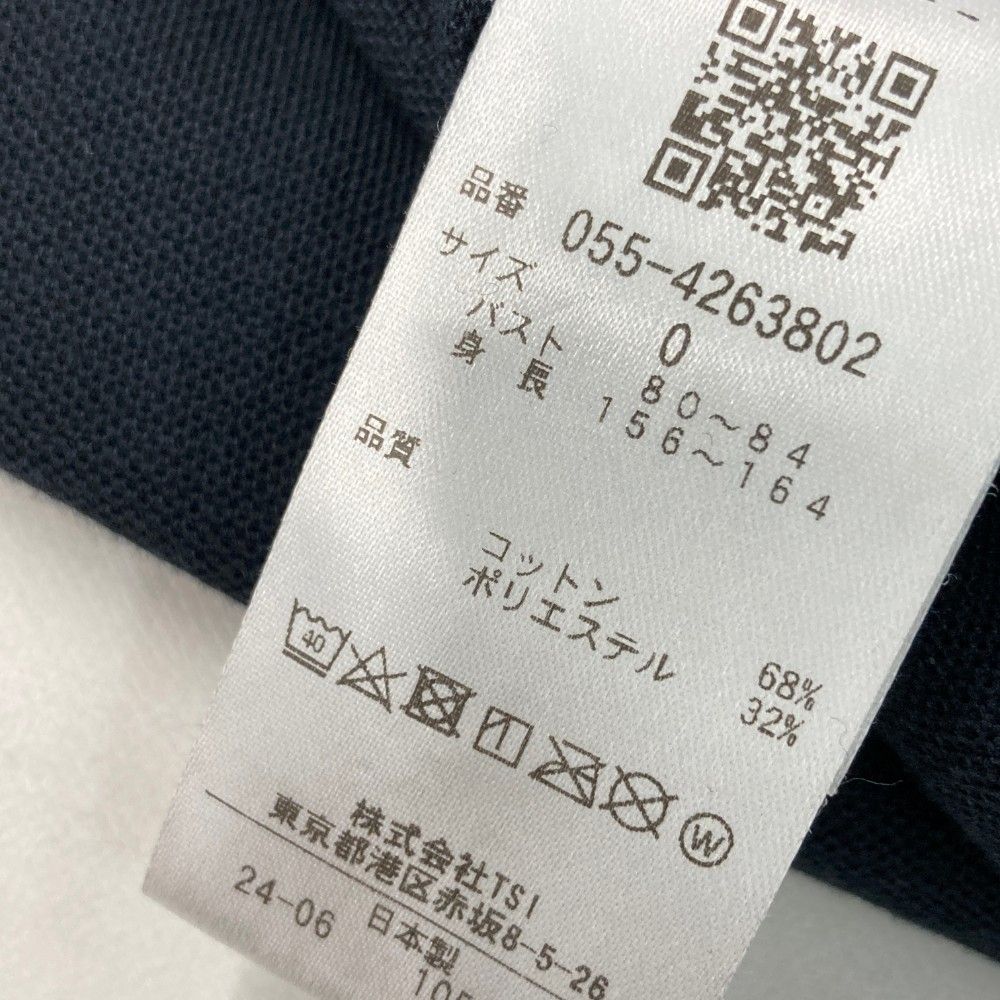 品番 055-4263802
サイズ 0
バスト 80～84
身長 156～164
品質
コットン 68%
ポリエステル 32%
40
W
株式会社TSI
東京都港区赤坂8-5-26
24-06 日本製